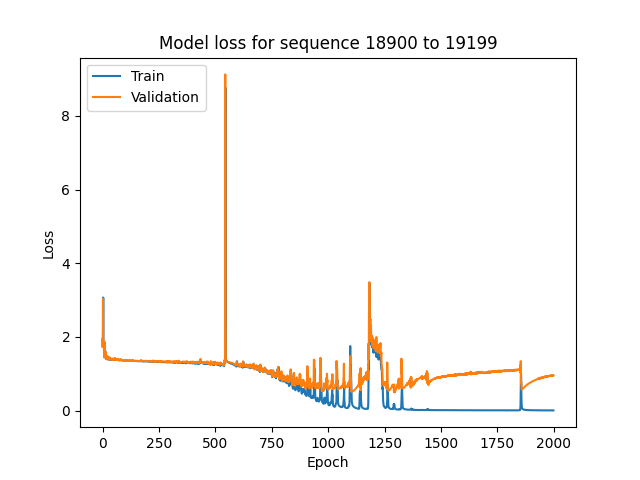 Model loss for sequence 18900 to 19199
Train
Validation
Loss
8
6
4
2
0
0 250 500 750 1000 1250 1500 1750 2000
Epoch